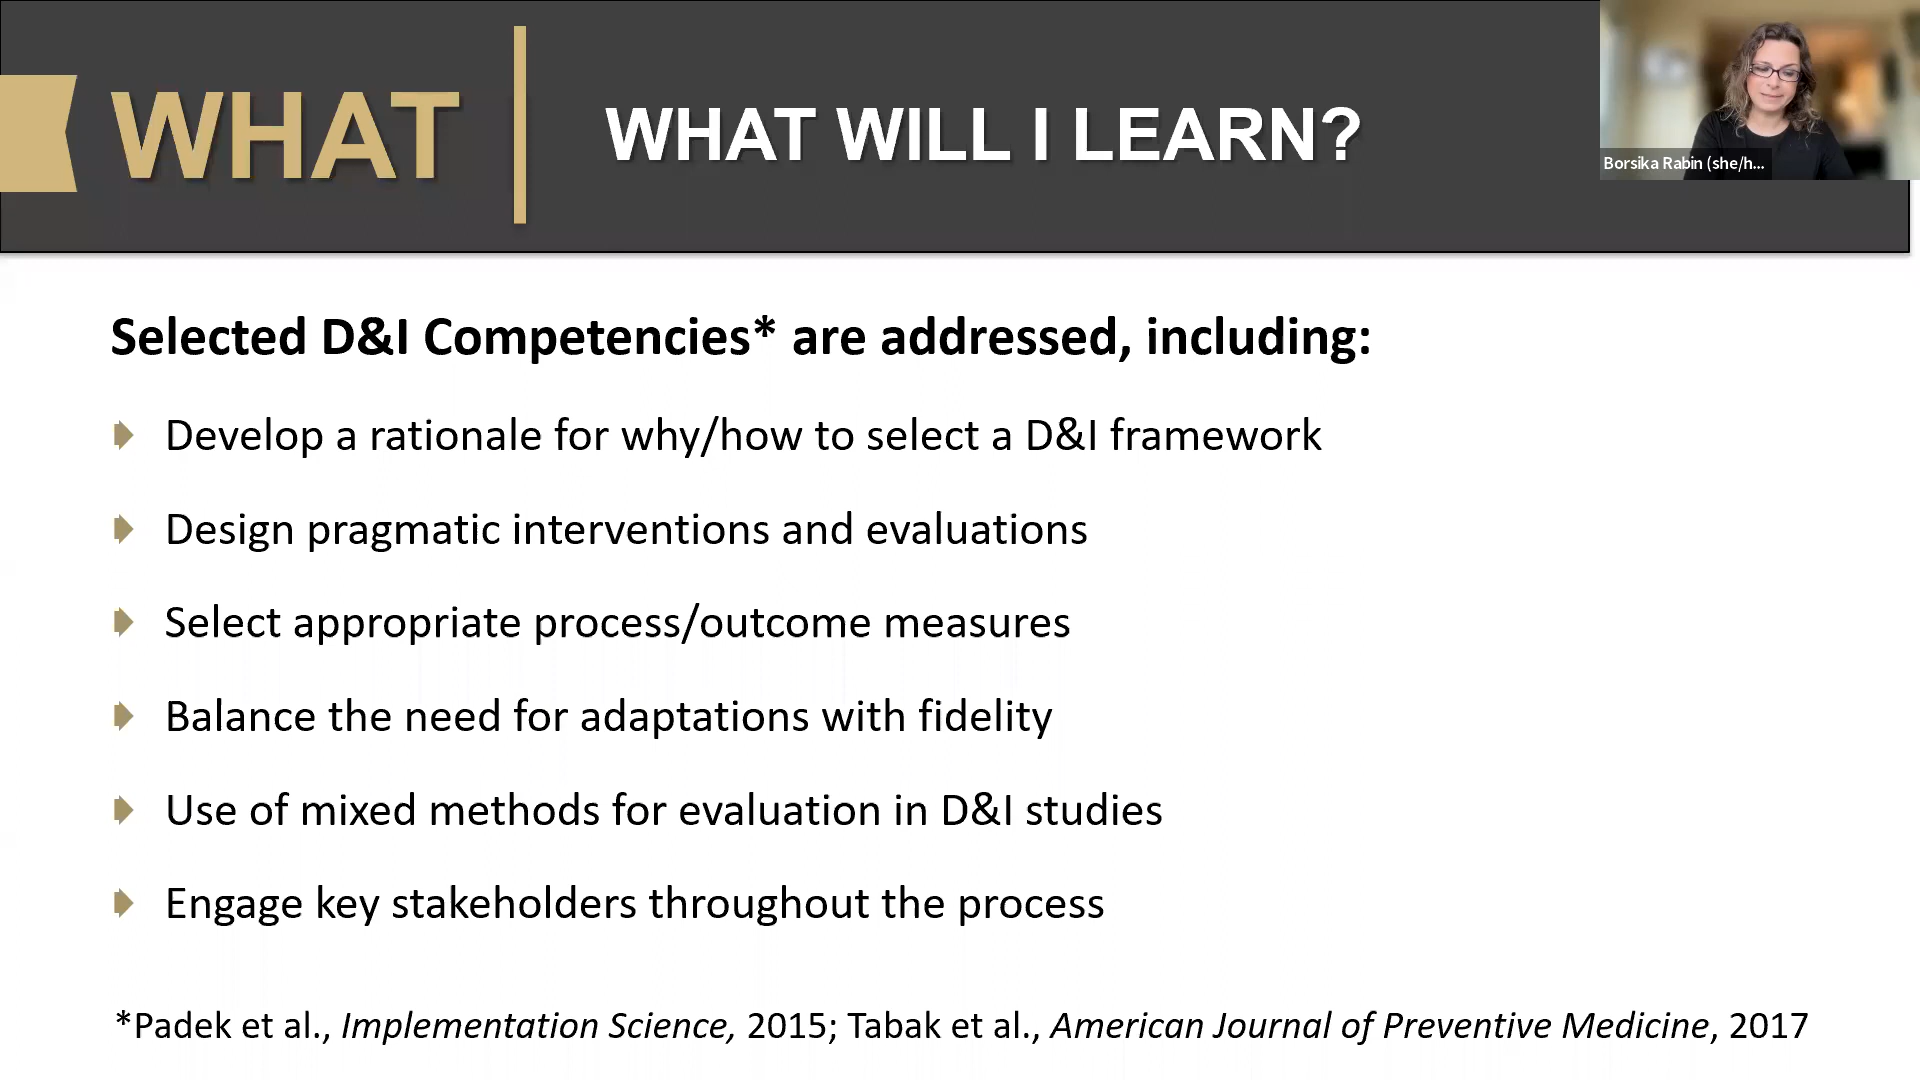 WHAT
WHAT WILL I LEARN?
Borsika Rabin (she/h...
Selected D&I Competencies* are addressed, including:
Develop a rationale for why/how to select a D&I framework
Design pragmatic interventions and evaluations
Select appropriate process/outcome measures
Balance the need for adaptations with fidelity
Use of mixed methods for evaluation in D&I studies
Engage key stakeholders throughout the process
*Padek et al., Implementation Science, 2015; Tabak et al., American Journal of Preventive Medicine, 2017